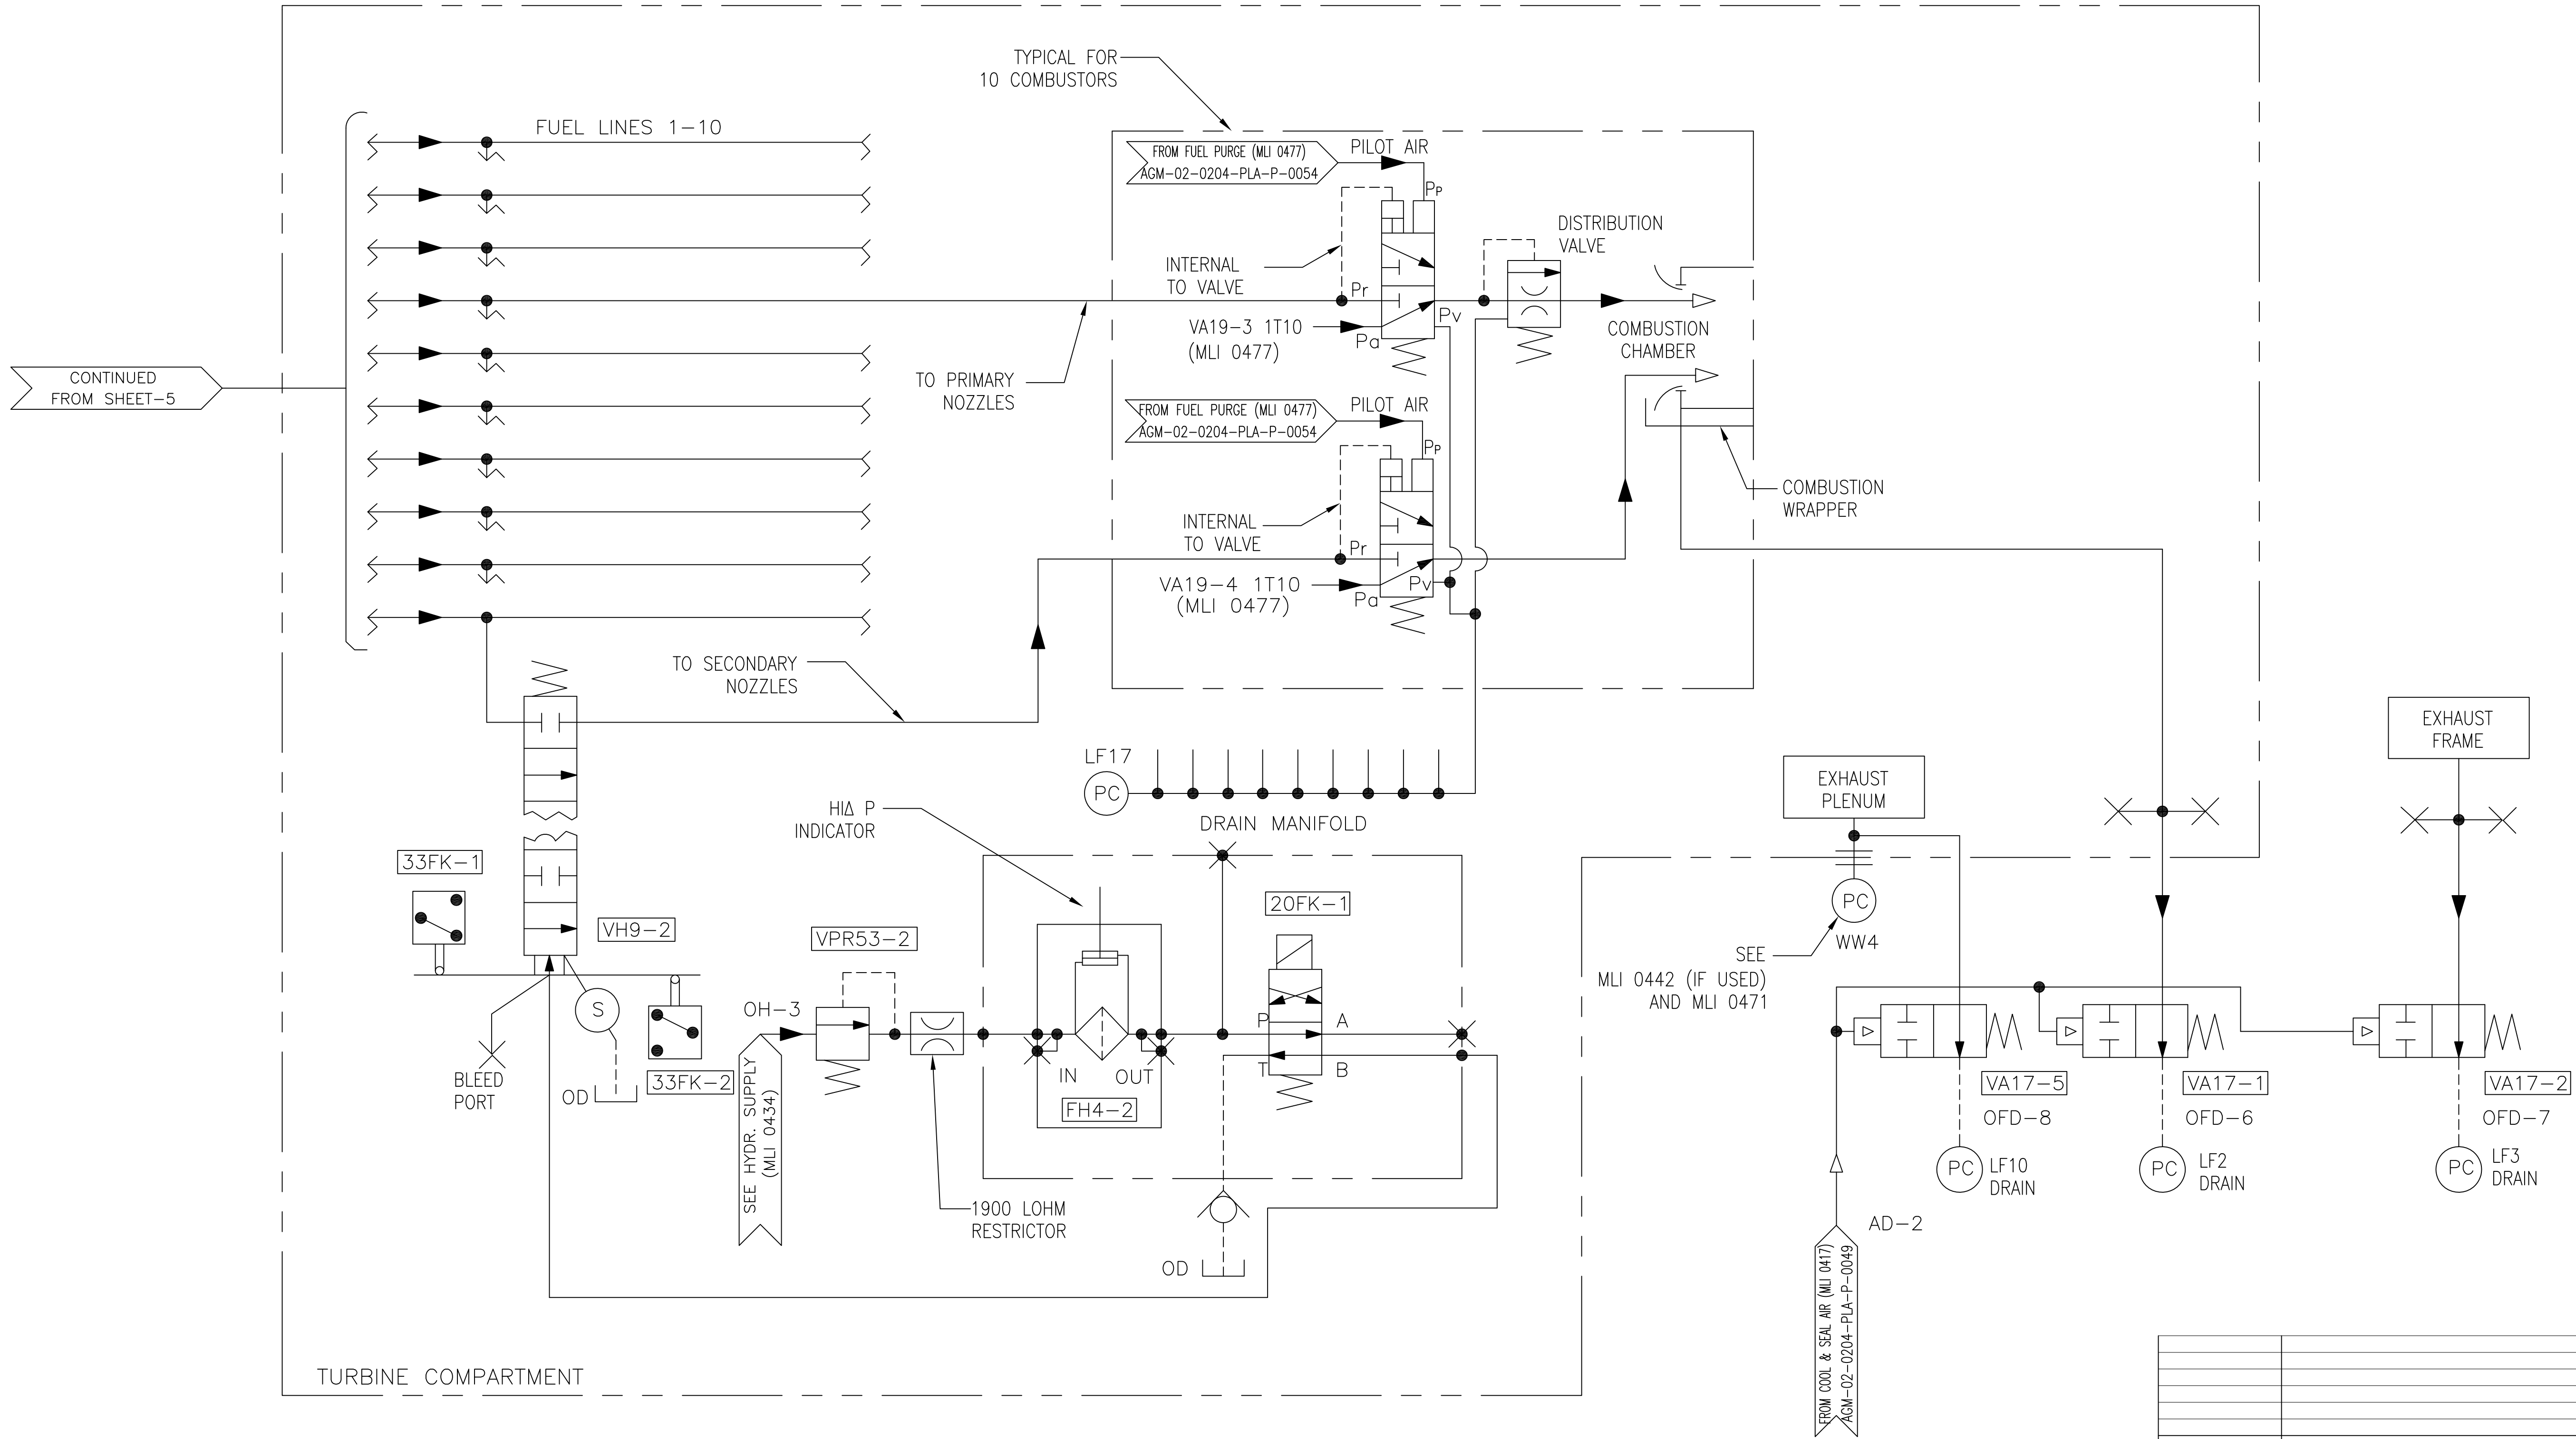 TYPICAL FOR
10 COMBUSTORS
FUEL LINES 1-10
CONTINUED
FROM SHEET-5
FROM FUEL PURGE (MLI 0477)
AGM-02-0204-PLA-P-0054
PILOT AIR
PP
INTERNAL
TO VALVE
Pr
Pv
VA19-3 1T10
(MLI 0477)
Pa
DISTRIBUTION
VALVE
COMBUSTION
CHAMBER
TO PRIMARY
NOZZLES
FROM FUEL PURGE (MLI 0477)
AGM-02-0204-PLA-P-0054
PILOT AIR
PP
INTERNAL
TO VALVE
Pr
Pv
VA19-4 1T10
(MLI 0477)
Pa
COMBUSTION
WRAPPER
TO SECONDARY
NOZZLES
LF17
PC
DRAIN MANIFOLD
HIΔ P
INDICATOR
33FK-1
VH9-2
S
33FK-2
BLEED
PORT
OD
VPR53-2
OH-3
SEE HYDR. SUPPLY
(MLI 0434)
1900 LOHM
RESTRICTOR
IN
OUT
FH4-2
20FK-1
P
A
T
B
OD
EXHAUST
PLENUM
PC
WW4
SEE
MLI 0442 (IF USED)
AND MLI 0471
EXHAUST
FRAME
VA17-5
OFD-8
PC
LF10
DRAIN
VA17-1
OFD-6
PC
LF2
DRAIN
VA17-2
OFD-7
PC
LF3
DRAIN
AD-2
FROM COOL & SEAL AIR (MLI 0417)
AGM-02-0204-PLA-P-0049
TURBINE COMPARTMENT